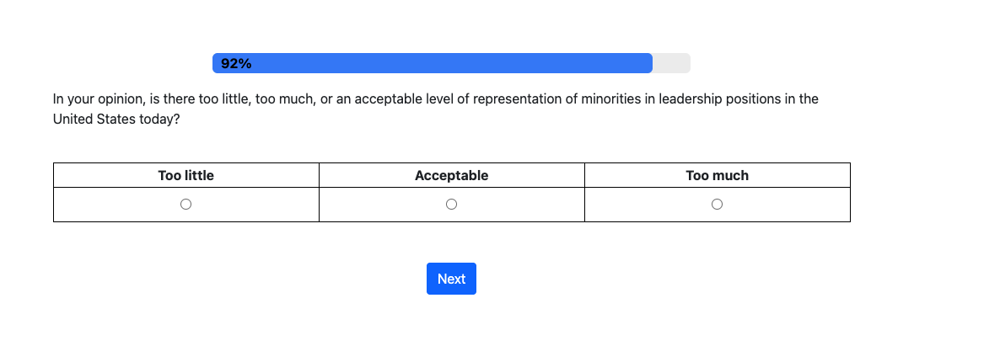 92%
In your opinion, is there too little, too much, or an acceptable level of representation of minorities in leadership positions in the
United States today?
Too little Acceptable Too much
Next